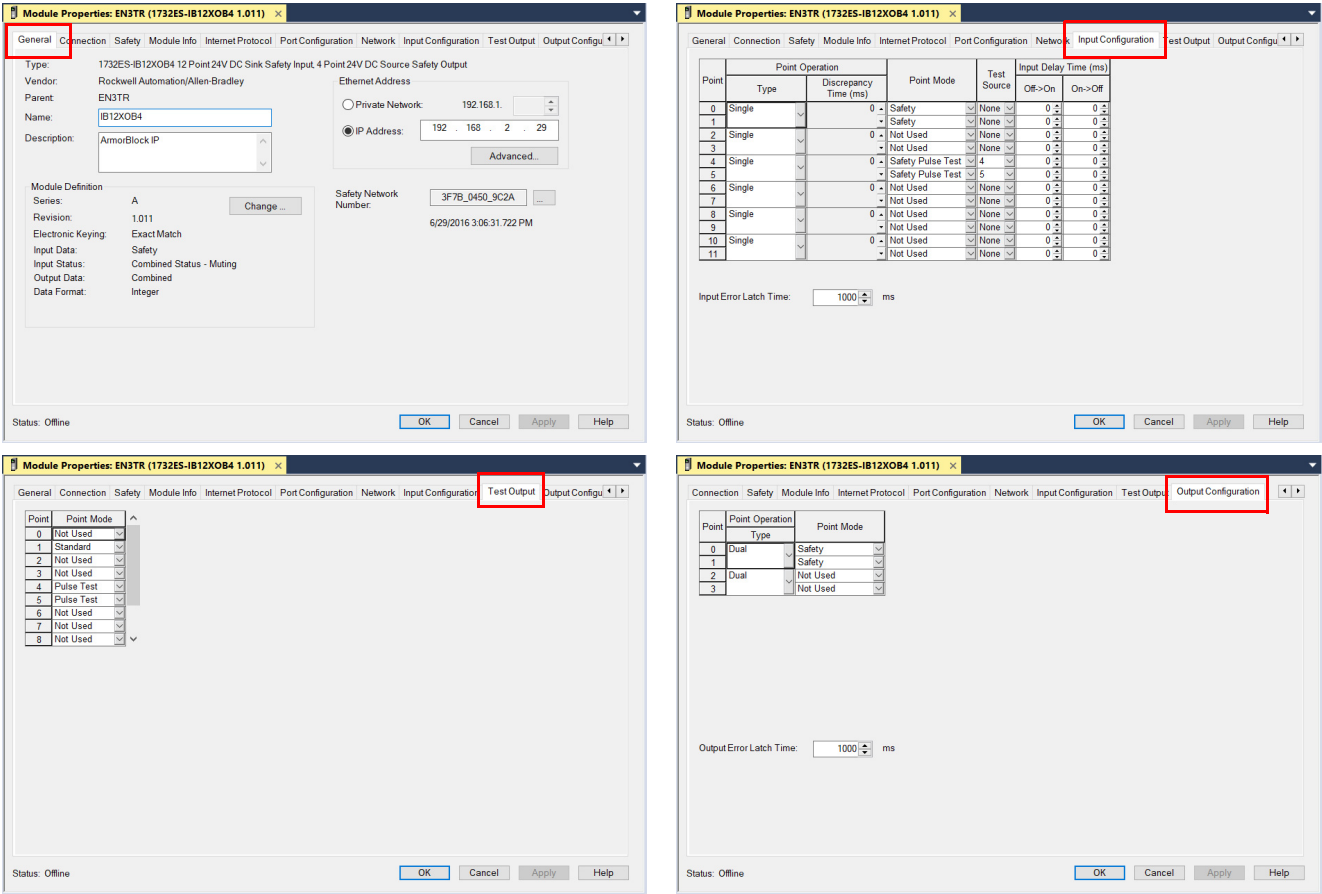 Module Properties: EN3TR (1732ES-IB12XOB4 1.011) ×
General Connection Safety Module Info Internet Protocol Port Configuration Network Input Configuration Test Output Output Configu
Type: 1732ES-IB12XOB4 12 Point 24V DC Sink Safety Input, 4 Point 24V DC Source Safety Output
Vendor: Rockwell Automation/Allen-Bradley
Parent: EN3TR
Name: IB12XOB4
Description: ArmorBlock IP
Ethernet Address
Private Network: 192.168.1.
IP Address: 192 . 168 . 2 . 29
Advanced...
Module Definition
Series: A
Change ...
Revision: 1.011
Electronic Keying: Exact Match
Input Data: Safety
Input Status: Combined Status - Muting
Output Data: Combined
Data Format: Integer
Safety Network
Number: 3F7B_0450_9C2A ...
6/29/2016 3:06:31.722 PM
Status: Offline
OK Cancel Apply Help
Module Properties: EN3TR (1732ES-IB12XOB4 1.011) ×
General Connection Safety Module Info Internet Protocol Port Configuration Network Input Configuration Test Output Output Configu
Point Point Operation Point Mode Test Source Input Delay Time (ms)
Type Discrepancy Time (ms) Off->On On->Off
0 Single 0 Safety None 0 0
1 Safety None 0 0
2 Single 0 Not Used None 0 0
3 Not Used None 0 0
4 Single 0 Safety Pulse Test 4 0 0
5 Safety Pulse Test 5 0 0
6 Single 0 Not Used None 0 0
7 Not Used None 0 0
8 Single 0 Not Used None 0 0
9 Not Used None 0 0
10 Single 0 Not Used None 0 0
11 Not Used None 0 0
Input Error Latch Time: 1000 ms
Status: Offline
OK Cancel Apply Help
Module Properties: EN3TR (1732ES-IB12XOB4 1.011) ×
General Connection Safety Module Info Internet Protocol Port Configuration Network Input Configuration Test Output Output Configu
Point Point Mode
0 Not Used
1 Standard
2 Not Used
3 Not Used
4 Pulse Test
5 Pulse Test
6 Not Used
7 Not Used
8 Not Used
Status: Offline
OK Cancel Apply Help
Module Properties: EN3TR (1732ES-IB12XOB4 1.011) ×
Connection Safety Module Info Internet Protocol Port Configuration Network Input Configuration Test Output Output Configuration
Point Point Operation Point Mode
Type
0 Dual Safety
1 Safety
2 Dual Not Used
3 Not Used
Output Error Latch Time: 1000 ms
Status: Offline
OK Cancel Apply Help